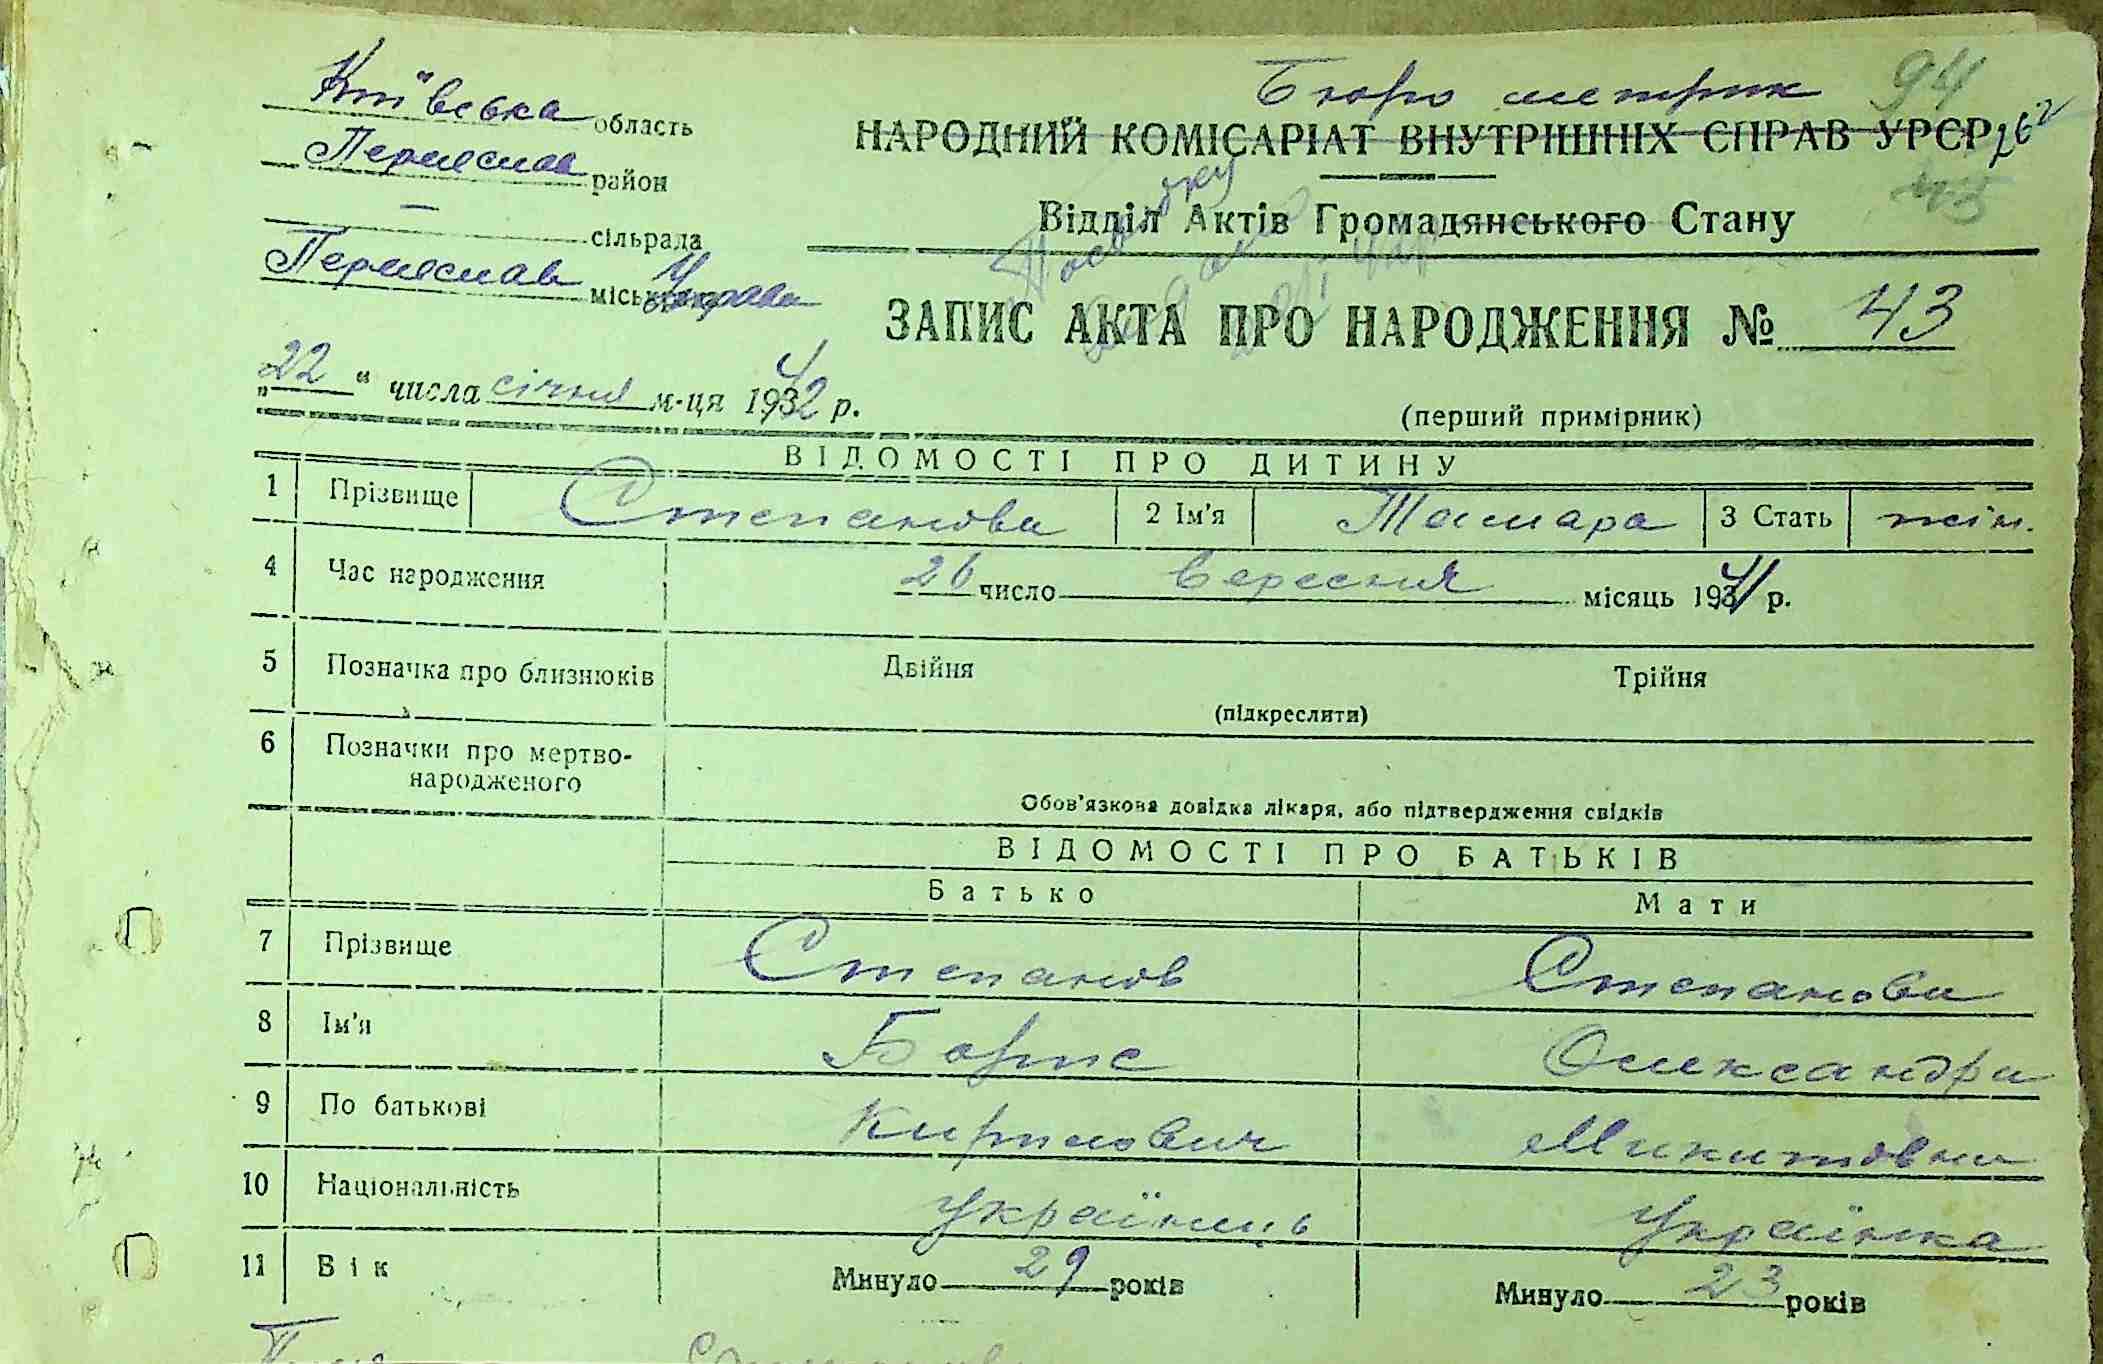 Київська область
Бюро метрик 94
НАРОДНИЙ КОМІСАРІАТ ВНУТРІШНІХ СПРАВ УРСР
Переяслав район
Відділ Актів Громадянського Стану
— сільрада
Переяслав міська Управа
ЗАПИС АКТА ПРО НАРОДЖЕННЯ № 43
„22“ числа січня м-ця 1942 р.
(перший примірник)
ВІДОМОСТІ ПРО ДИТИНУ
1 Прізвище Степанова 2 Ім'я Тамара 3 Стать жін.
4 Час народження 26 число вересня місяць 1941 р.
5 Позначка про близнюків Двійня Трійня
(підкреслити)
6 Позначки про мертво-
народженого
Обов'язкова довідка лікаря, або підтвердження свідків
ВІДОМОСТІ ПРО БАТЬКІВ
Батько Мати
7 Прізвище Степанов Степанова
8 Ім'я Борис Олександра
9 По батькові Кирилович Микитовна
10 Національність Українець Українка
11 Вік Минуло 29 років Минуло 23 років